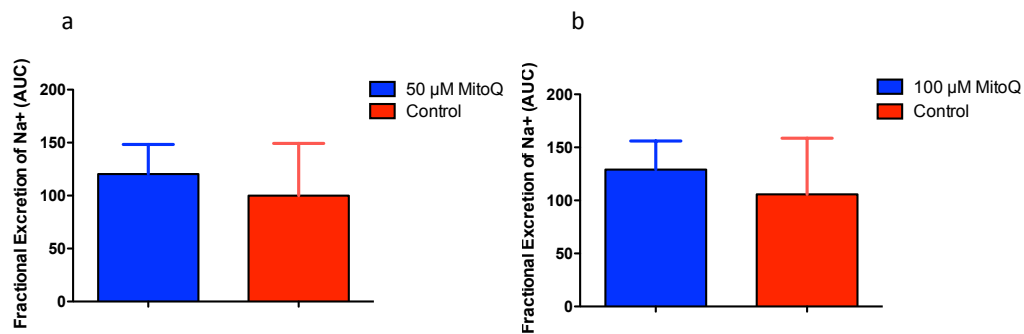 a
Fractional Excretion of Na+ (AUC)
200
150
100
50
0
50 µM MitoQ
Control
b
Fractional Excretion of Na+ (AUC)
200
150
100
50
0
100 µM MitoQ
Control